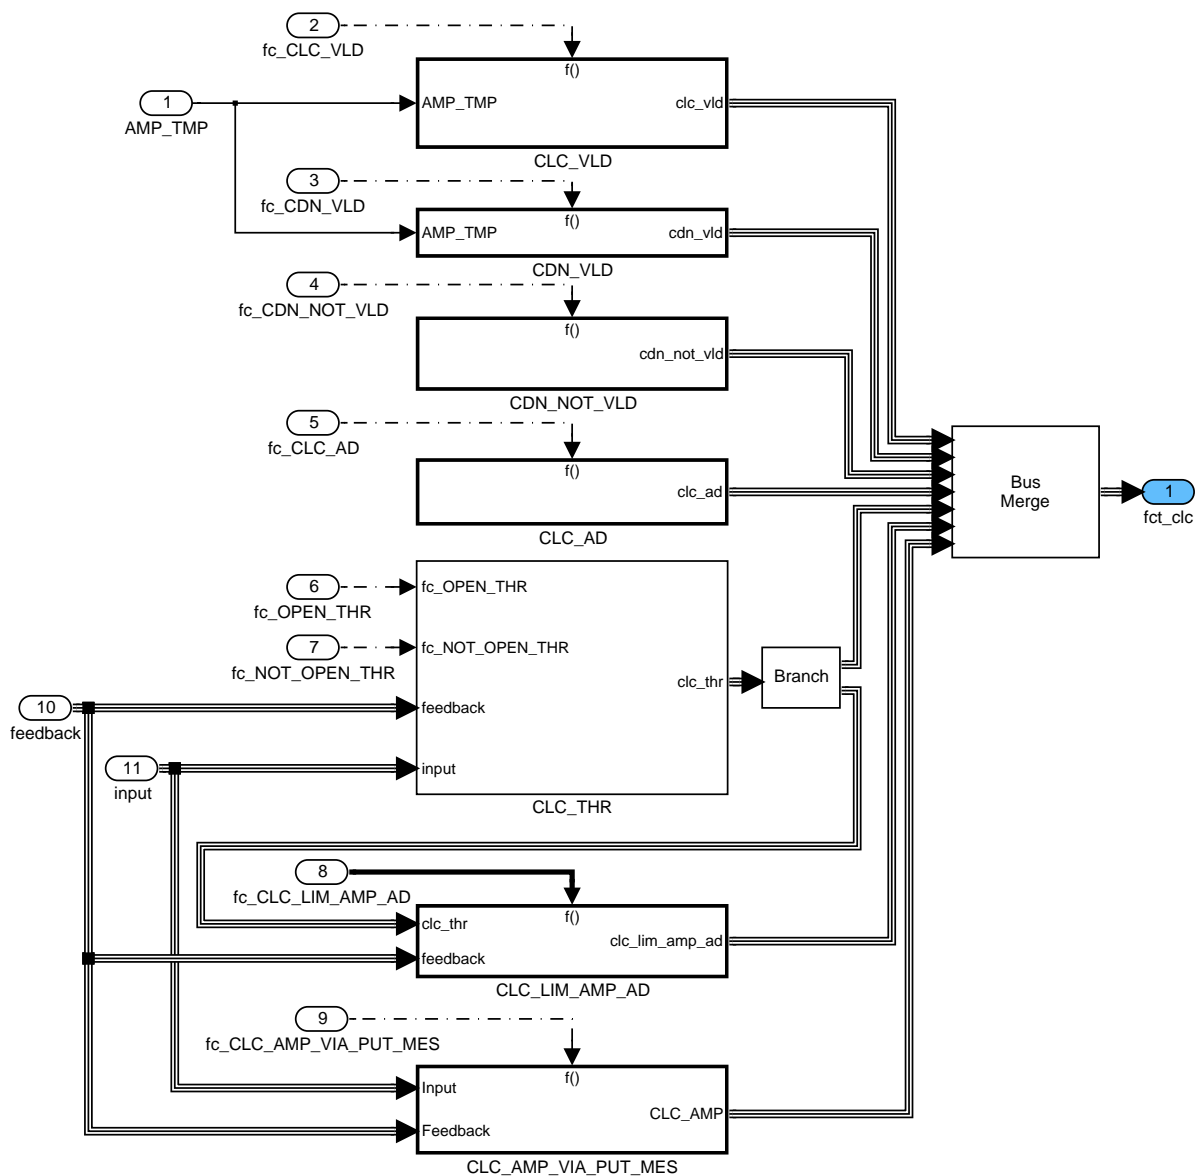 2
fc_CLC_VLD
f()
1
AMP_TMP
AMP_TMP
clc_vld
CLC_VLD
3
fc_CDN_VLD
f()
AMP_TMP
cdn_vld
CDN_VLD
4
fc_CDN_NOT_VLD
f()
cdn_not_vld
CDN_NOT_VLD
5
fc_CLC_AD
f()
clc_ad
CLC_AD
Bus
Merge
1
fct_clc
6
fc_OPEN_THR
fc_OPEN_THR
7
fc_NOT_OPEN_THR
fc_NOT_OPEN_THR
clc_thr
Branch
10
feedback
feedback
11
input
input
CLC_THR
8
fc_CLC_LIM_AMP_AD
f()
clc_thr
clc_lim_amp_ad
feedback
CLC_LIM_AMP_AD
9
fc_CLC_AMP_VIA_PUT_MES
f()
Input
CLC_AMP
Feedback
CLC_AMP_VIA_PUT_MES